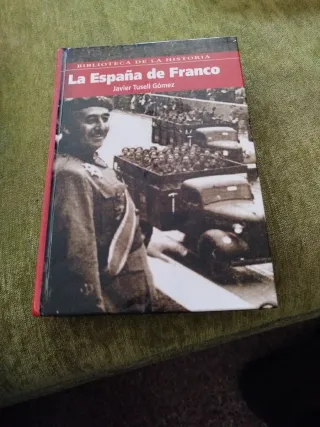 BIBLIOTECA DE LA HISTORIA
La España de Franco
Javier Tusell Gómez